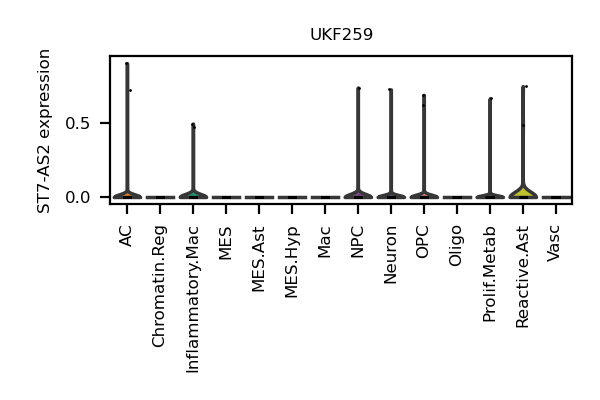 UKF259
ST7-AS2 expression
0.5
0.0
AC
Chromatin.Reg
Inflammatory.Mac
MES
MES.Ast
MES.Hyp
Mac
NPC
Neuron
OPC
Oligo
Prolif.Metab
Reactive.Ast
Vasc